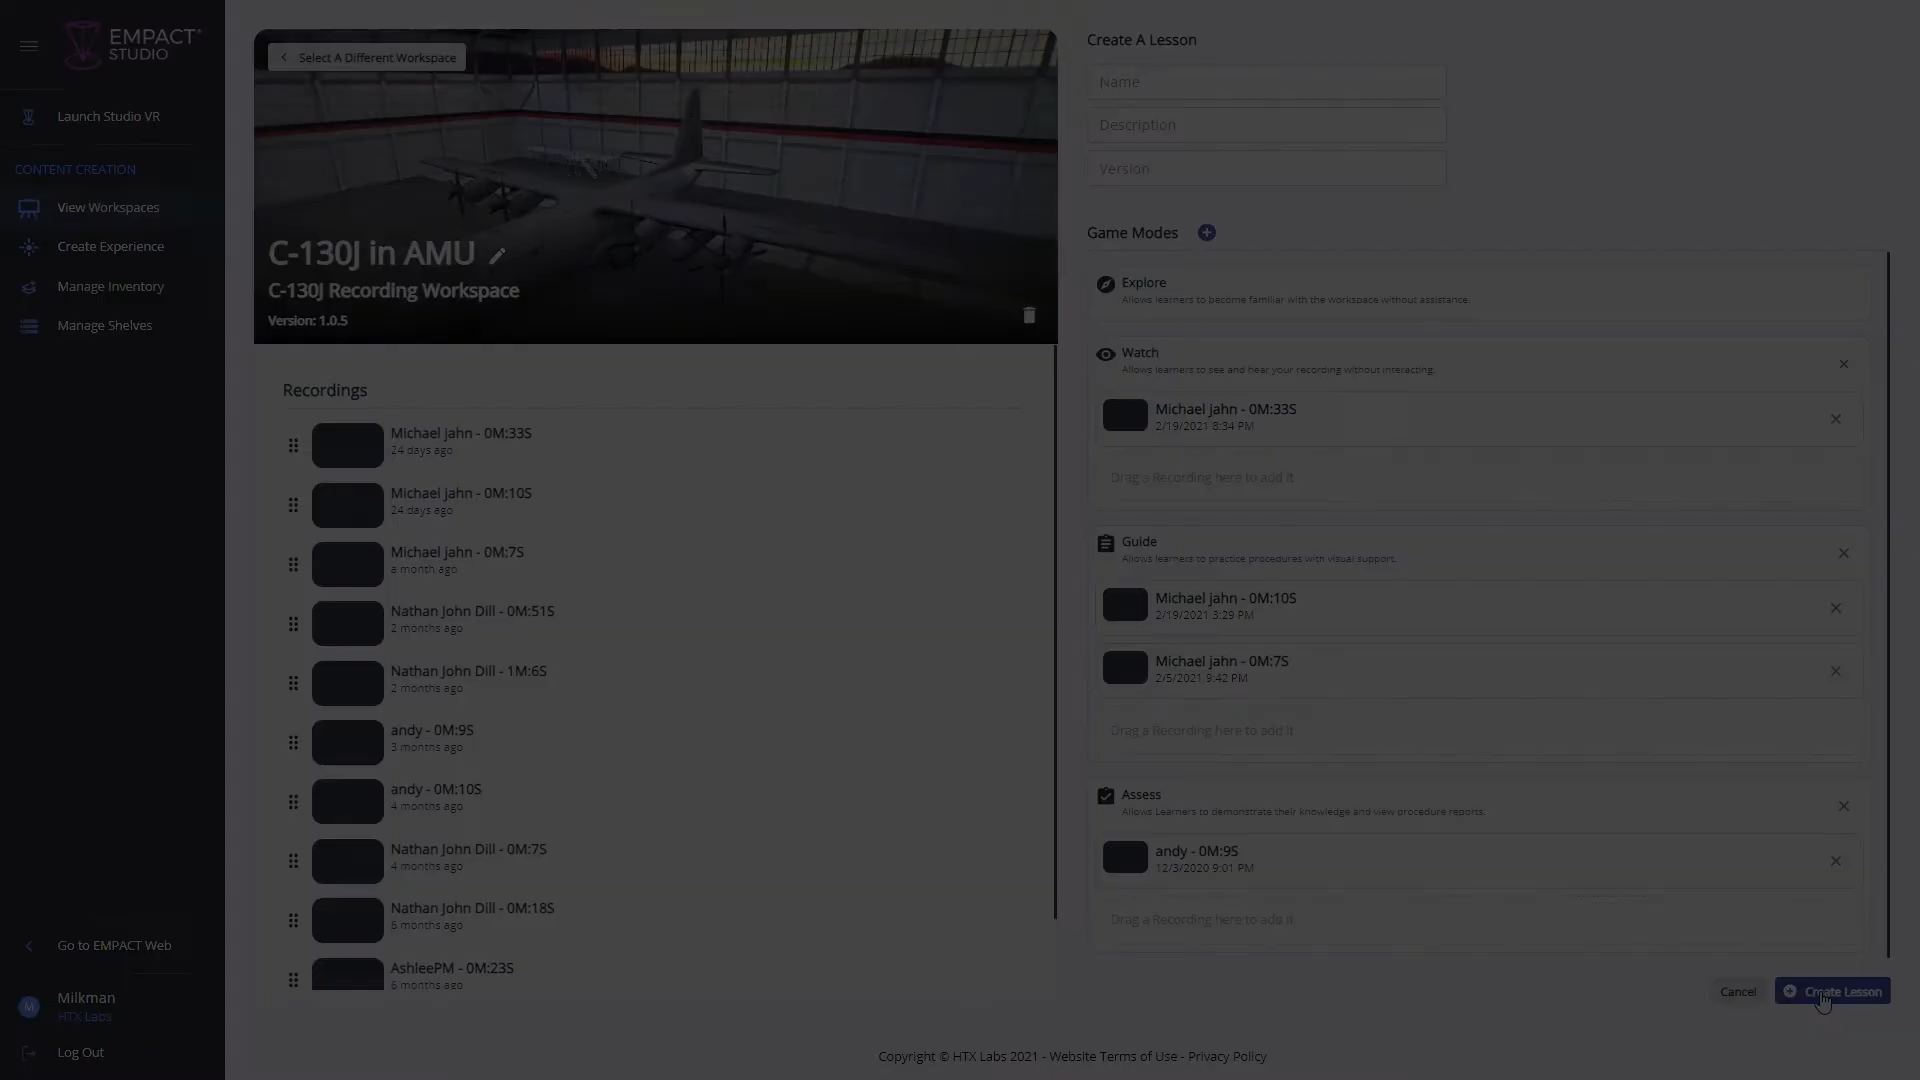 EMPACT®
STUDIO
Launch Studio VR
CONTENT CREATION
View Workspaces
Create Experience
Manage Inventory
Manage Shelves
Go to EMPACT Web
M
Milkman
HTX Labs
Log Out
Select A Different Workspace
C-130J in AMU
C-130J Recording Workspace
Version: 1.0.5
Recordings
Michael jahn - 0M:33S
24 days ago
Michael jahn - 0M:10S
24 days ago
Michael jahn - 0M:7S
a month ago
Nathan John Dill - 0M:51S
2 months ago
Nathan John Dill - 1M:6S
2 months ago
andy - 0M:9S
3 months ago
andy - 0M:10S
4 months ago
Nathan John Dill - 0M:7S
4 months ago
Nathan John Dill - 0M:18S
5 months ago
AshleePM - 0M:23S
6 months ago
Create A Lesson
Name
Description
Version
Game Modes
Explore
Allows learners to become familiar with the workspace without assistance.
Watch
Allows learners to see and hear your recording without interacting.
Michael jahn - 0M:33S
2/19/2021 8:34 PM
Drag a Recording here to add it
Guide
Allows learners to practice procedures with visual support.
Michael jahn - 0M:10S
2/19/2021 3:29 PM
Michael jahn - 0M:7S
2/5/2021 9:42 PM
Drag a Recording here to add it
Assess
Allows Learners to demonstrate their knowledge and view procedure reports.
andy - 0M:9S
12/3/2020 9:01 PM
Drag a Recording here to add it
Cancel
Create Lesson
Copyright © HTX Labs 2021 - Website Terms of Use - Privacy Policy